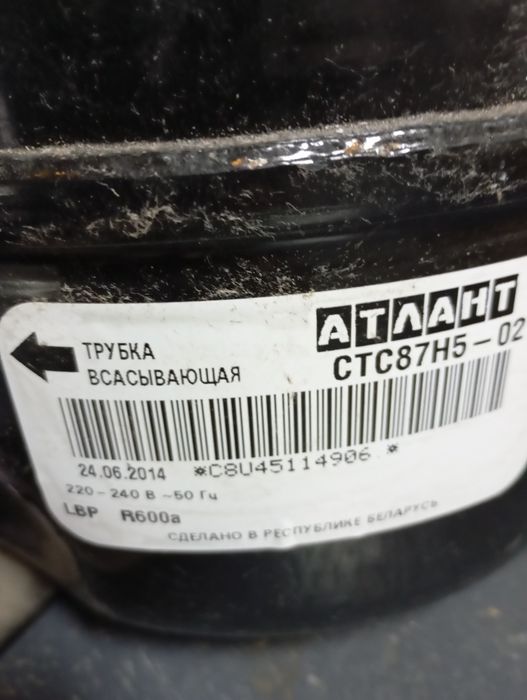 АТЛАНТ
СТС87Н5-02
ТРУБКА
ВСАСЫВАЮЩАЯ
24.06.2014 *C8U45114906.*
220-240 В ~50 Гц
LBP R600a
СДЕЛАНО В РЕСПУБЛИКЕ БЕЛАРУСЬ